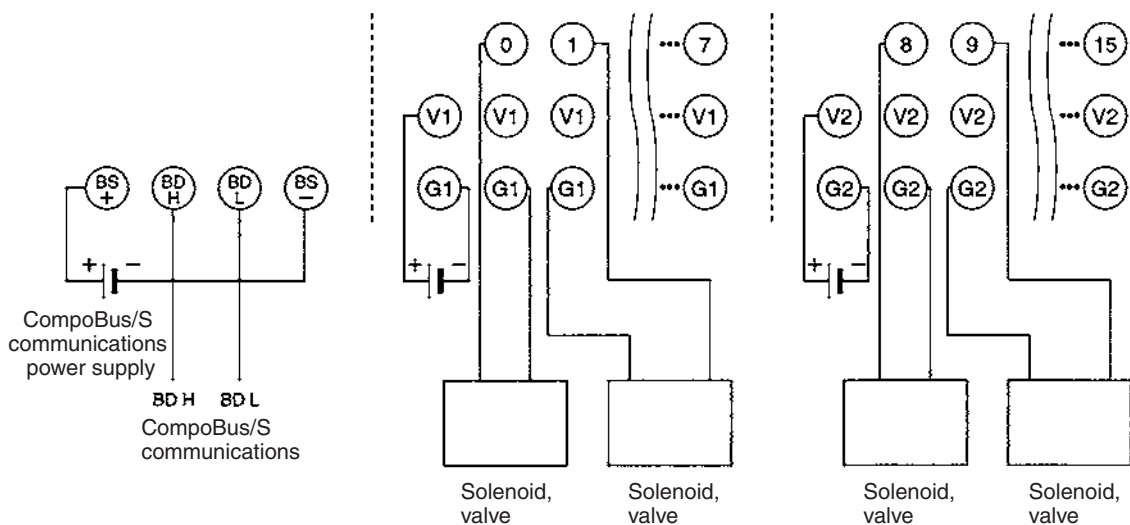 0 1 ••• 7 8 9 ••• 15
V1 V1 V1 ••• V1 V2 V2 V2 ••• V2
BS + BD H BD L BS − G1 G1 G1 ••• G1 G2 G2 G2 ••• G2
+ − + − + −
CompoBus/S
communications
power supply
BD H BD L
CompoBus/S
communications
Solenoid,
valve
Solenoid,
valve
Solenoid,
valve
Solenoid,
valve